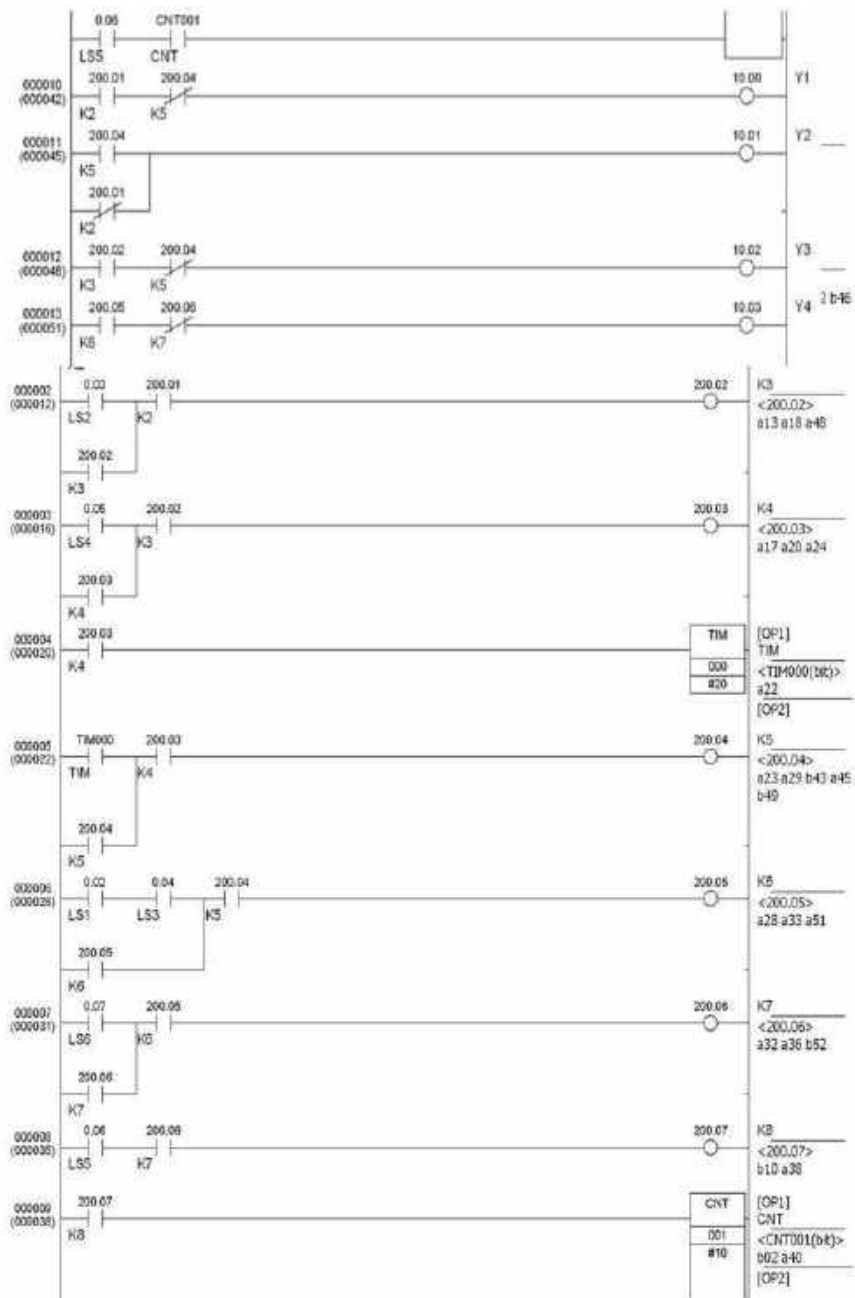 0.06 CNT001
LS5 CNT
000010 200.01 200.04 10.00 Y1
(000042)
K2 K5
000011 200.04 10.01 Y2
(000045)
K5
200.01
K2
000012 200.02 200.04 10.02 Y3
(000048)
K3 K5
2 b46
000013 200.05 200.06 10.03 Y4
(000051)
K6 K7
000002 0.03 200.01 200.02 K3
(000012) <200.02>
LS2 K2 a13 a18 a48
200.02
K3
000003 0.05 200.02 200.03 K4
(000016) <200.03>
LS4 K3 a17 a20 a24
200.03
K4
000004 200.03 TIM [OP1]
(000020) TIM
K4 000 <TIM000(bit)>
#20 a22
[OP2]
000005 TIM000 200.03 200.04 K5
(000022) <200.04>
TIM K4 a23 a29 b43 a45
b49
200.04
K5
000006 0.02 0.04 200.04 200.05 K6
(000026) <200.05>
LS1 LS3 K5 a28 a33 a51
200.05
K6
000007 0.07 200.05 200.06 K7
(000031) <200.06>
LS6 K6 a32 a36 b52
200.06
K7
000008 0.06 200.06 200.07 K8
(000035) <200.07>
LS5 K7 b10 a38
000009 200.07 CNT [OP1]
(000038) CNT
K8 001 <CNT001(bit)>
#10 b02 a40
[OP2]